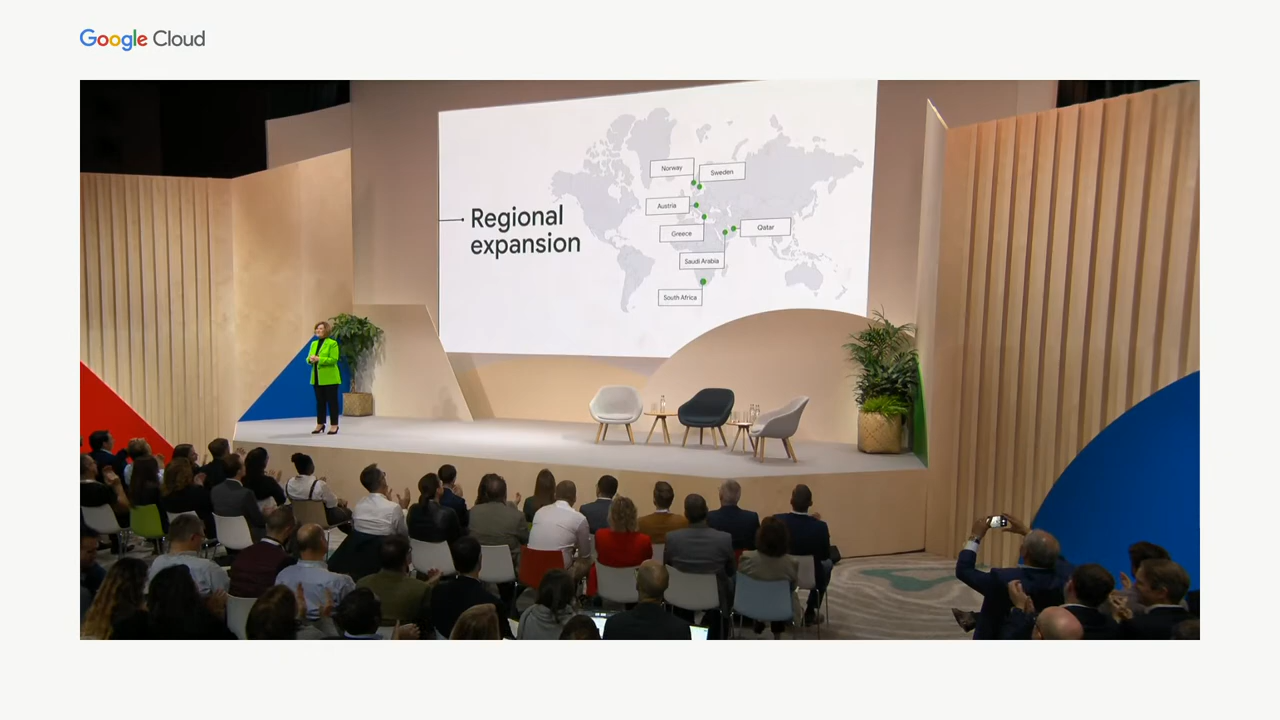 Google Cloud
Regional
expansion
Norway
Sweden
Austria
Greece
Qatar
Saudi Arabia
South Africa